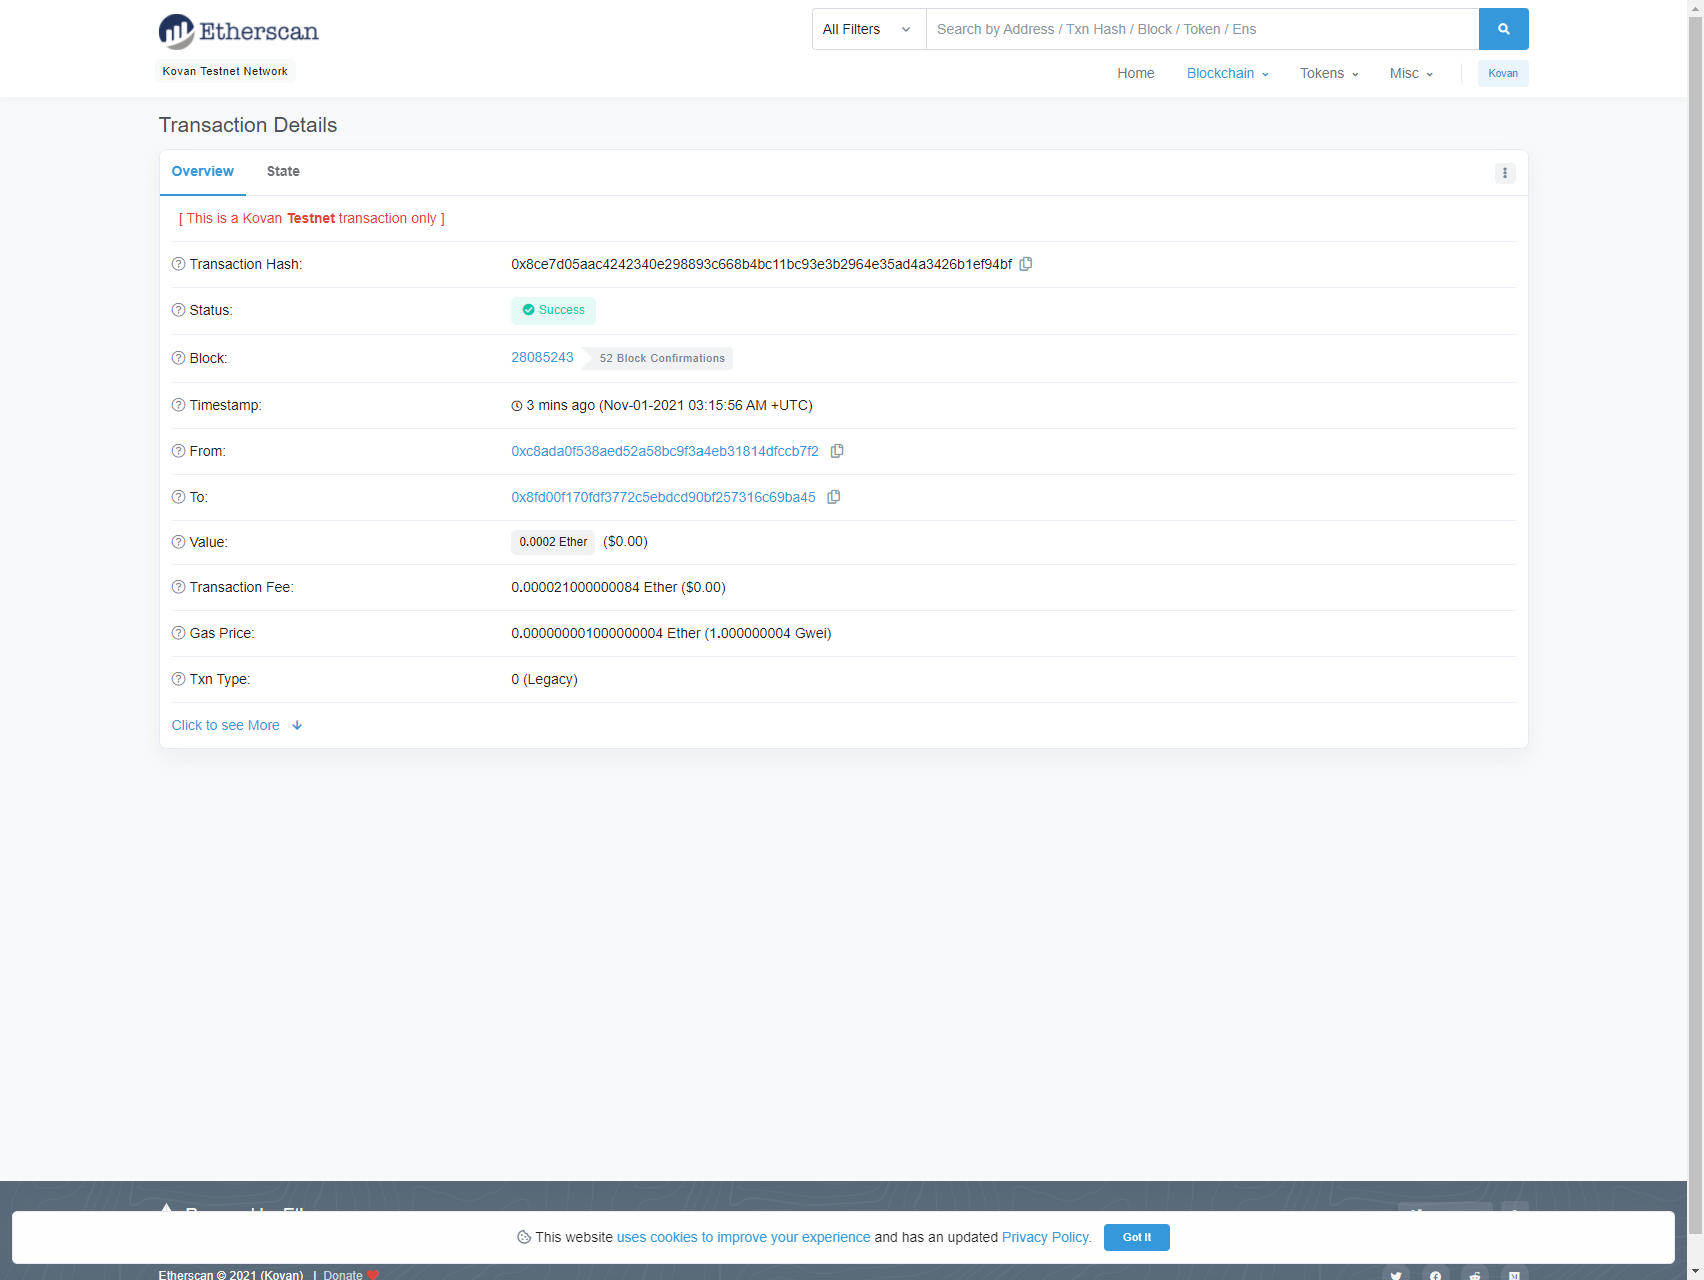 Etherscan
All Filters
Search by Address / Txn Hash / Block / Token / Ens
Kovan Testnet Network
Home
Blockchain
Tokens
Misc
Kovan
Transaction Details
Overview
State
[ This is a Kovan Testnet transaction only ]
Transaction Hash:
0x8ce7d05aac4242340e298893c668b4bc11bc93e3b2964e35ad4a3426b1ef94bf
Status:
Success
Block:
28085243
52 Block Confirmations
Timestamp:
3 mins ago (Nov-01-2021 03:15:56 AM +UTC)
From:
0xc8ada0f538aed52a58bc9f3a4eb31814dfccb7f2
To:
0x8fd00f170fdf3772c5ebdcd90bf257316c69ba45
Value:
0.0002 Ether ($0.00)
Transaction Fee:
0.000021000000084 Ether ($0.00)
Gas Price:
0.000000001000000004 Ether (1.000000004 Gwei)
Txn Type:
0 (Legacy)
Click to see More
This website uses cookies to improve your experience and has an updated Privacy Policy.
Got It
Etherscan © 2021 (Kovan) | Donate